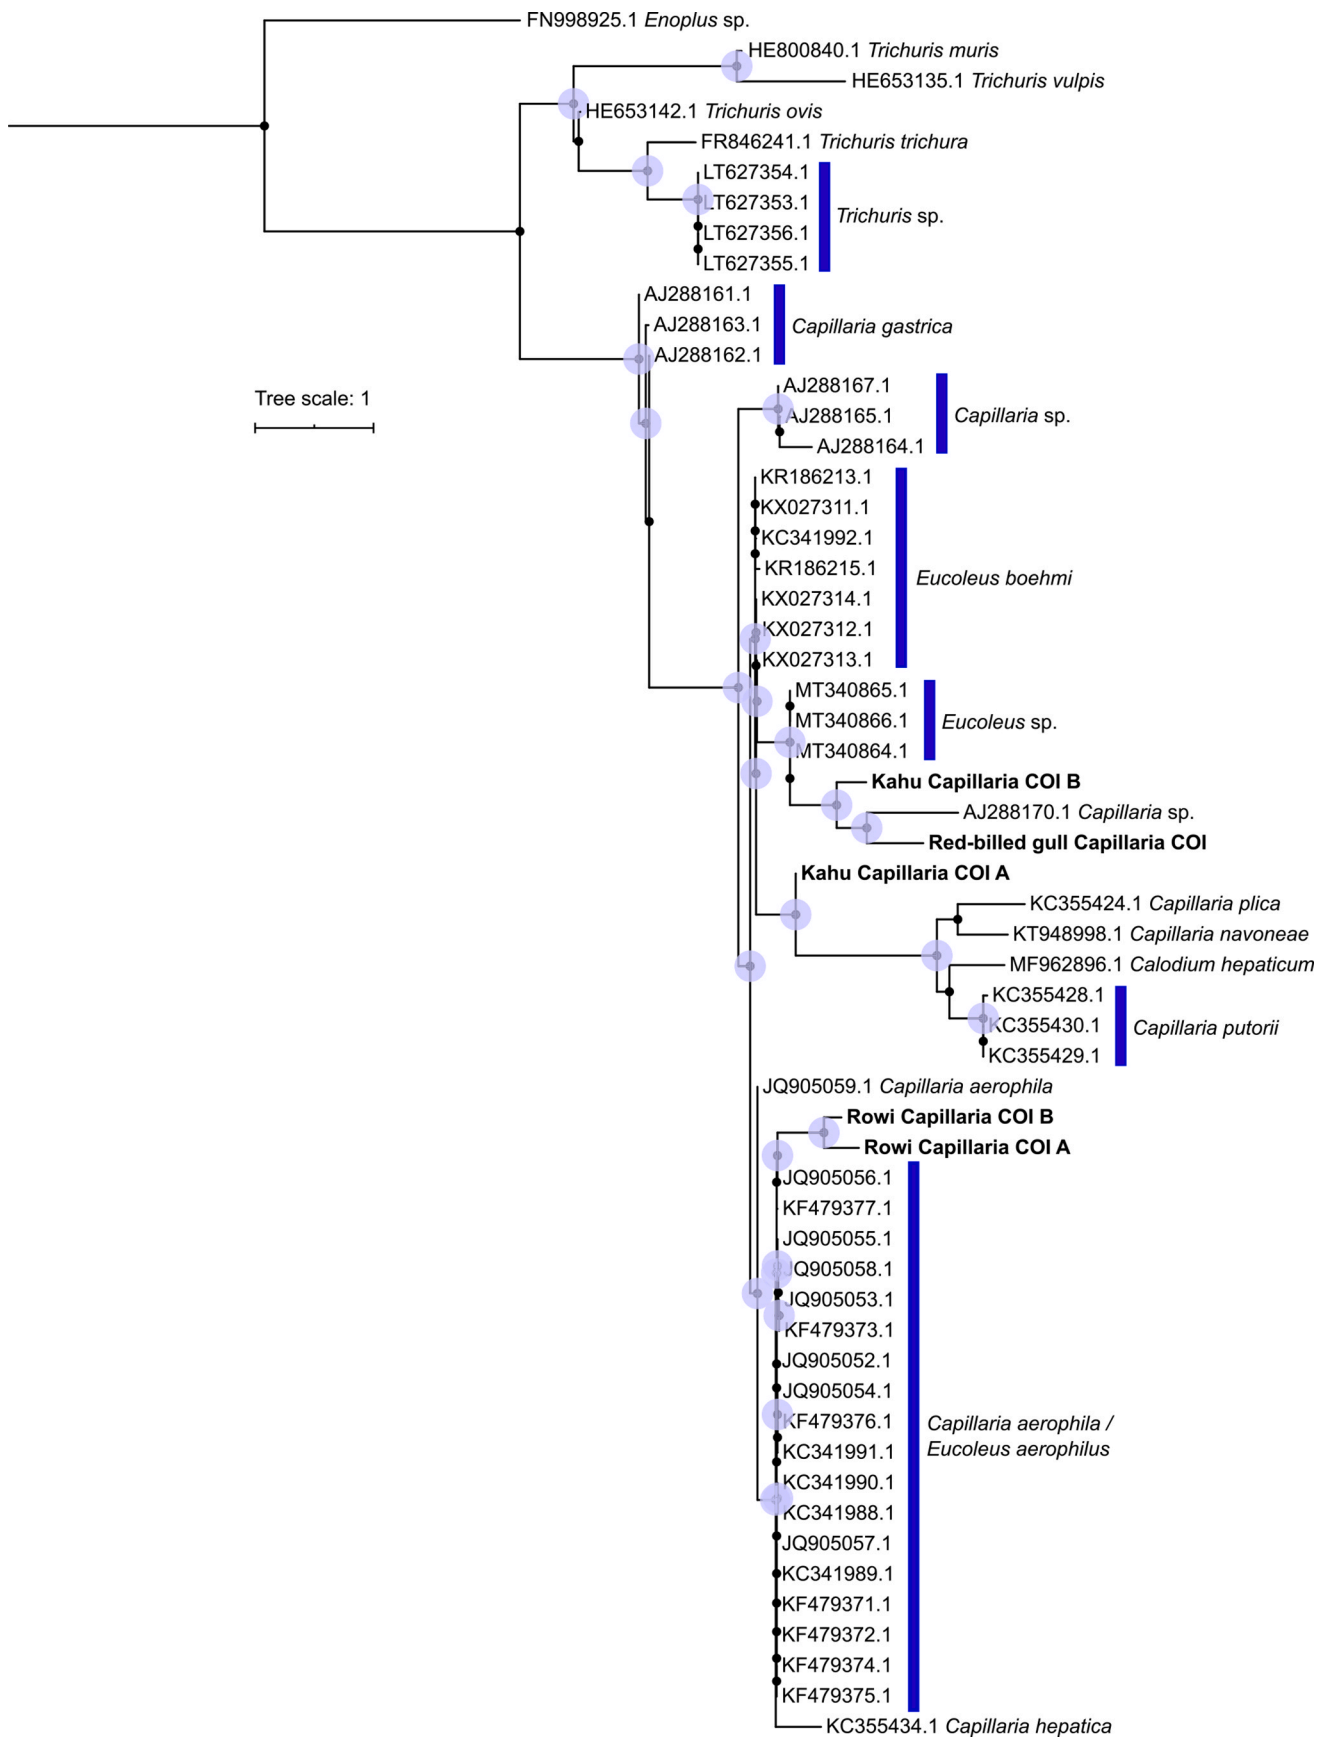 FN998925.1 Enoplus sp.
HE800840.1 Trichuris muris
HE653135.1 Trichuris vulpis
HE653142.1 Trichuris ovis
FR846241.1 Trichuris trichura
LT627354.1
LT627353.1
Trichuris sp.
LT627356.1
LT627355.1
AJ288161.1
AJ288163.1
Capillaria gastrica
AJ288162.1
Tree scale: 1
AJ288167.1
AJ288165.1
Capillaria sp.
AJ288164.1
KR186213.1
KX027311.1
KC341992.1
KR186215.1
Eucoleus boehmi
KX027314.1
KX027312.1
KX027313.1
MT340865.1
MT340866.1
Eucoleus sp.
MT340864.1
Kahu Capillaria COI B
AJ288170.1 Capillaria sp.
Red-billed gull Capillaria COI
Kahu Capillaria COI A
KC355424.1 Capillaria plica
KT948998.1 Capillaria navoneae
MF962896.1 Calodium hepaticum
KC355428.1
KC355430.1
Capillaria putorii
KC355429.1
JQ905059.1 Capillaria aerophila
Rowi Capillaria COI B
Rowi Capillaria COI A
JQ905056.1
KF479377.1
JQ905055.1
JQ905058.1
JQ905053.1
KF479373.1
JQ905052.1
JQ905054.1
KF479376.1
Capillaria aerophila /
Eucoleus aerophilus
KC341991.1
KC341990.1
KC341988.1
JQ905057.1
KC341989.1
KF479371.1
KF479372.1
KF479374.1
KF479375.1
KC355434.1 Capillaria hepatica